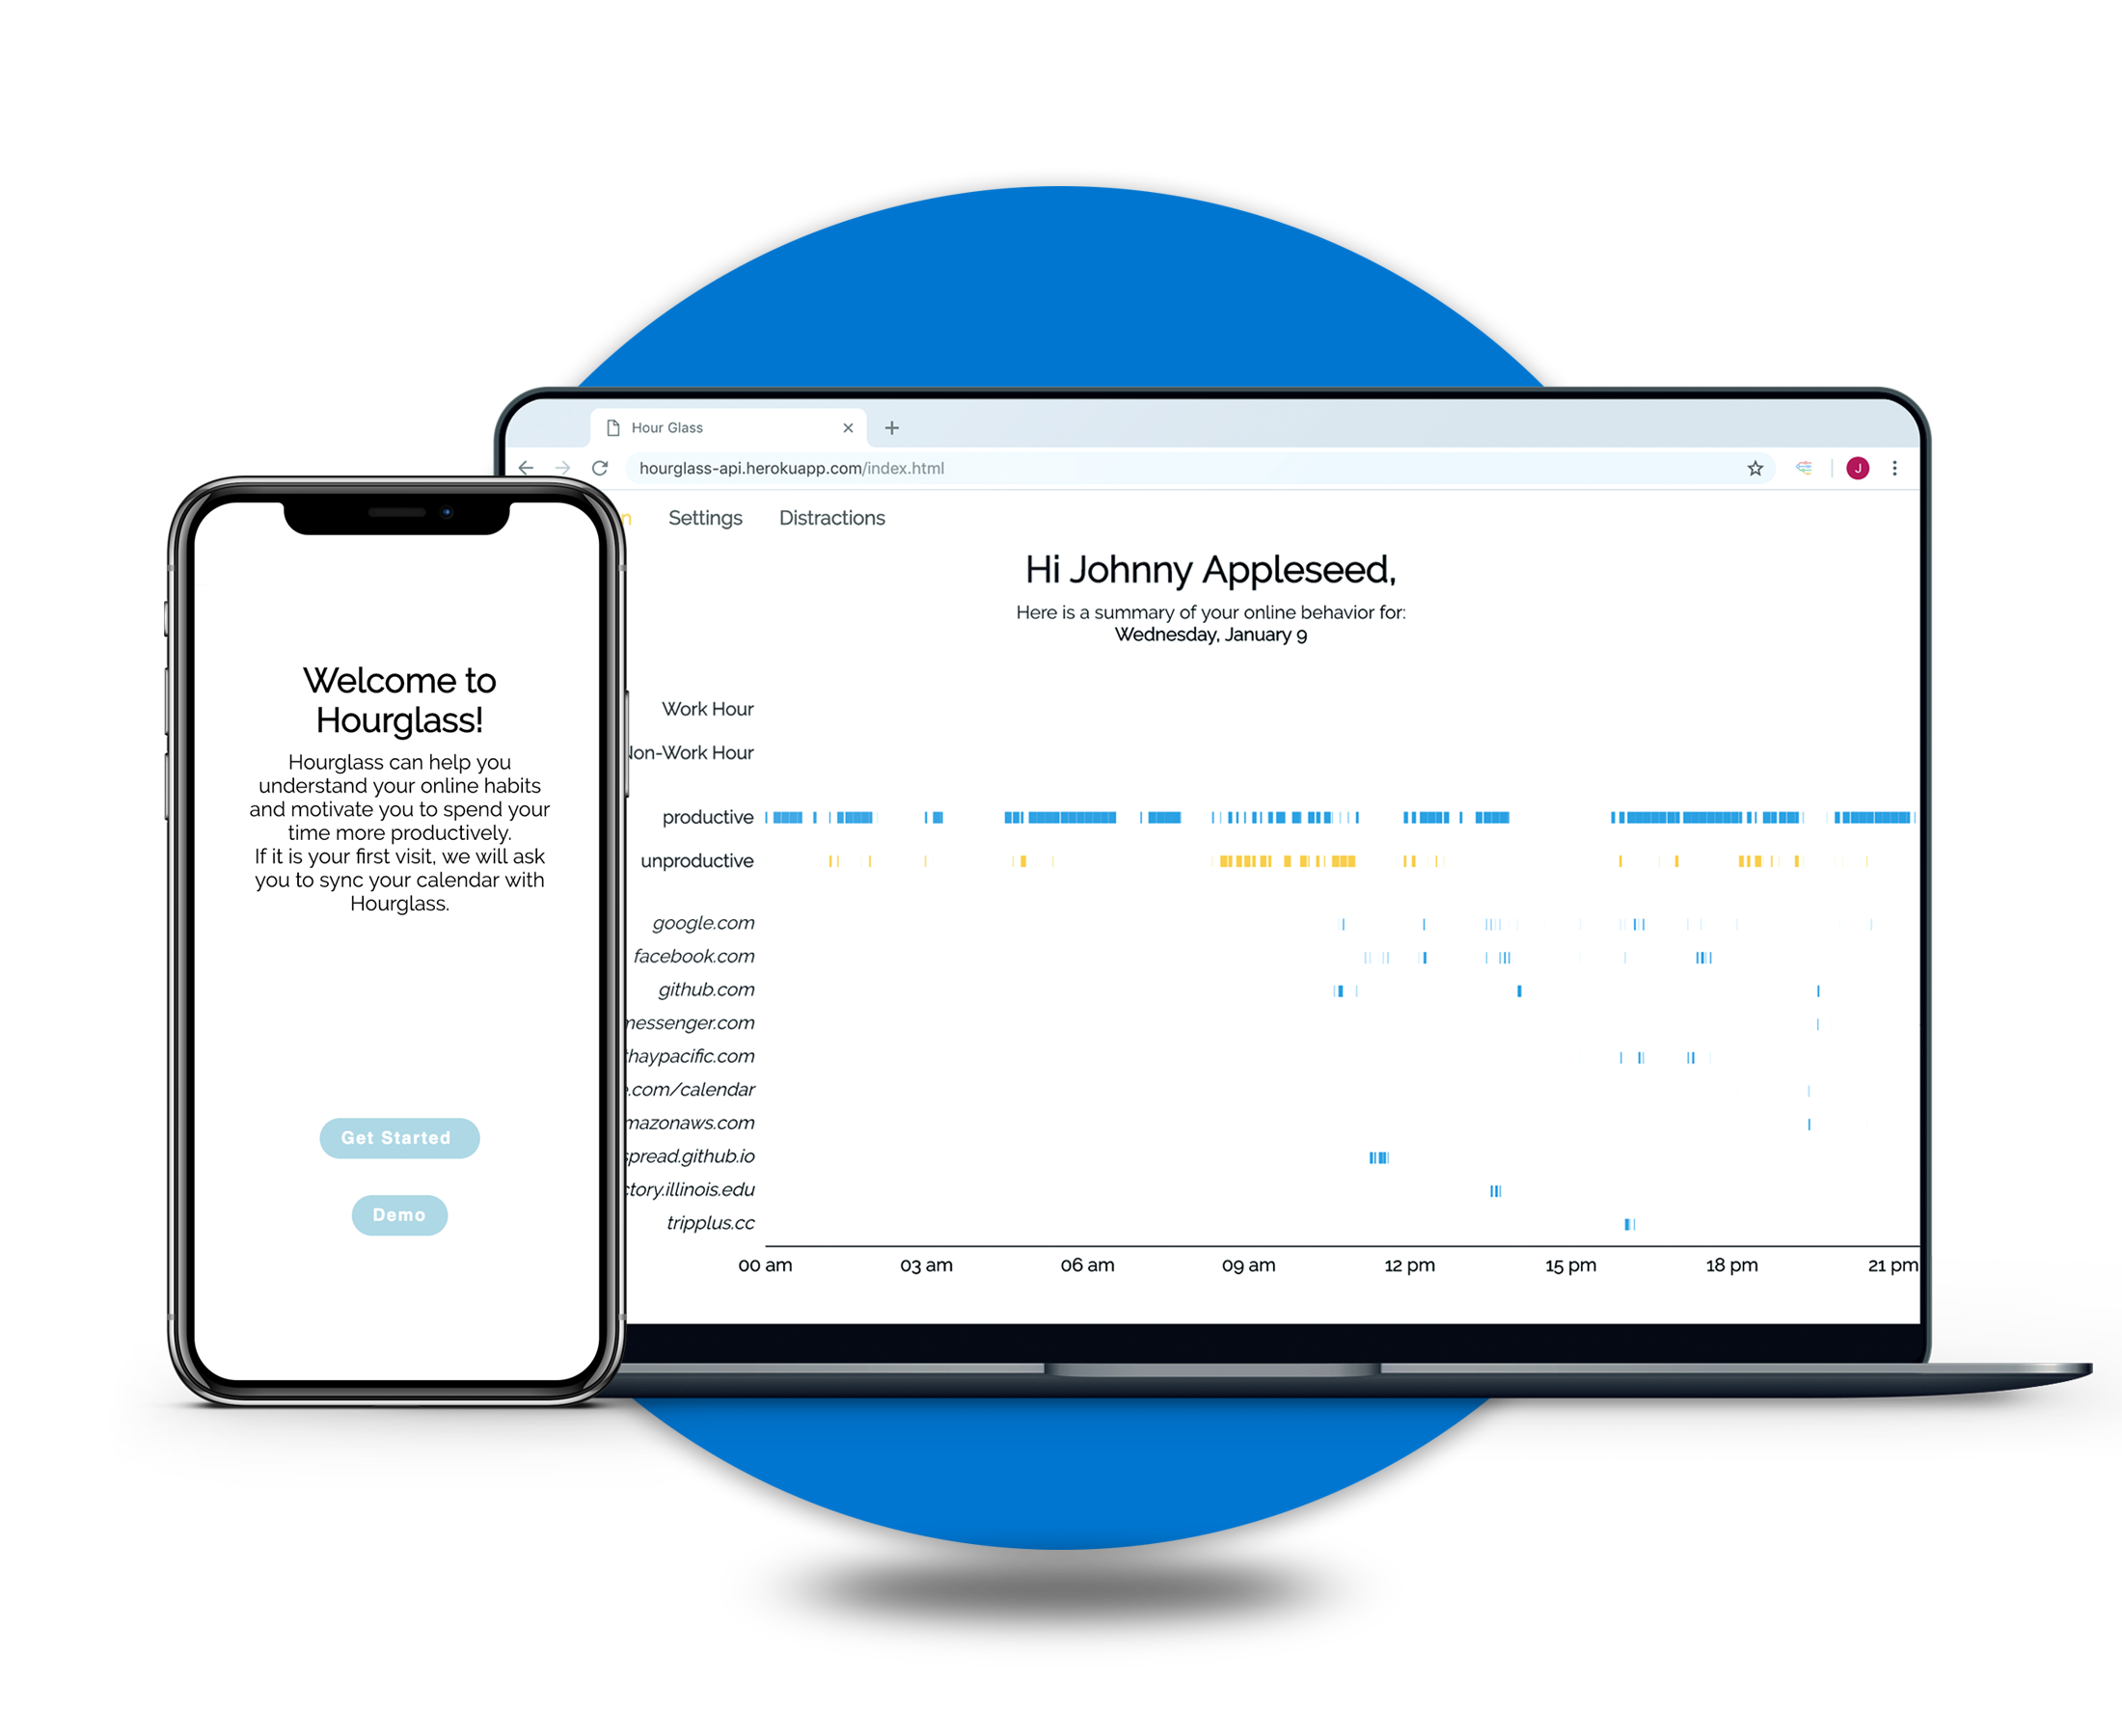 Hour Glass
hourglass-api.herokuapp.com/index.html
J
Settings Distractions
Hi Johnny Appleseed,
Here is a summary of your online behavior for:
Wednesday, January 9
Work Hour
Non-Work Hour
productive
unproductive
google.com
facebook.com
github.com
messenger.com
thaypacific.com
.com/calendar
mazonaws.com
spread.github.io
ctory.illinois.edu
tripplus.cc
00 am 03 am 06 am 09 am 12 pm 15 pm 18 pm 21 pm
Welcome to
Hourglass!
Hourglass can help you
understand your online habits
and motivate you to spend your
time more productively.
If it is your first visit, we will ask
you to sync your calendar with
Hourglass.
Get Started
Demo